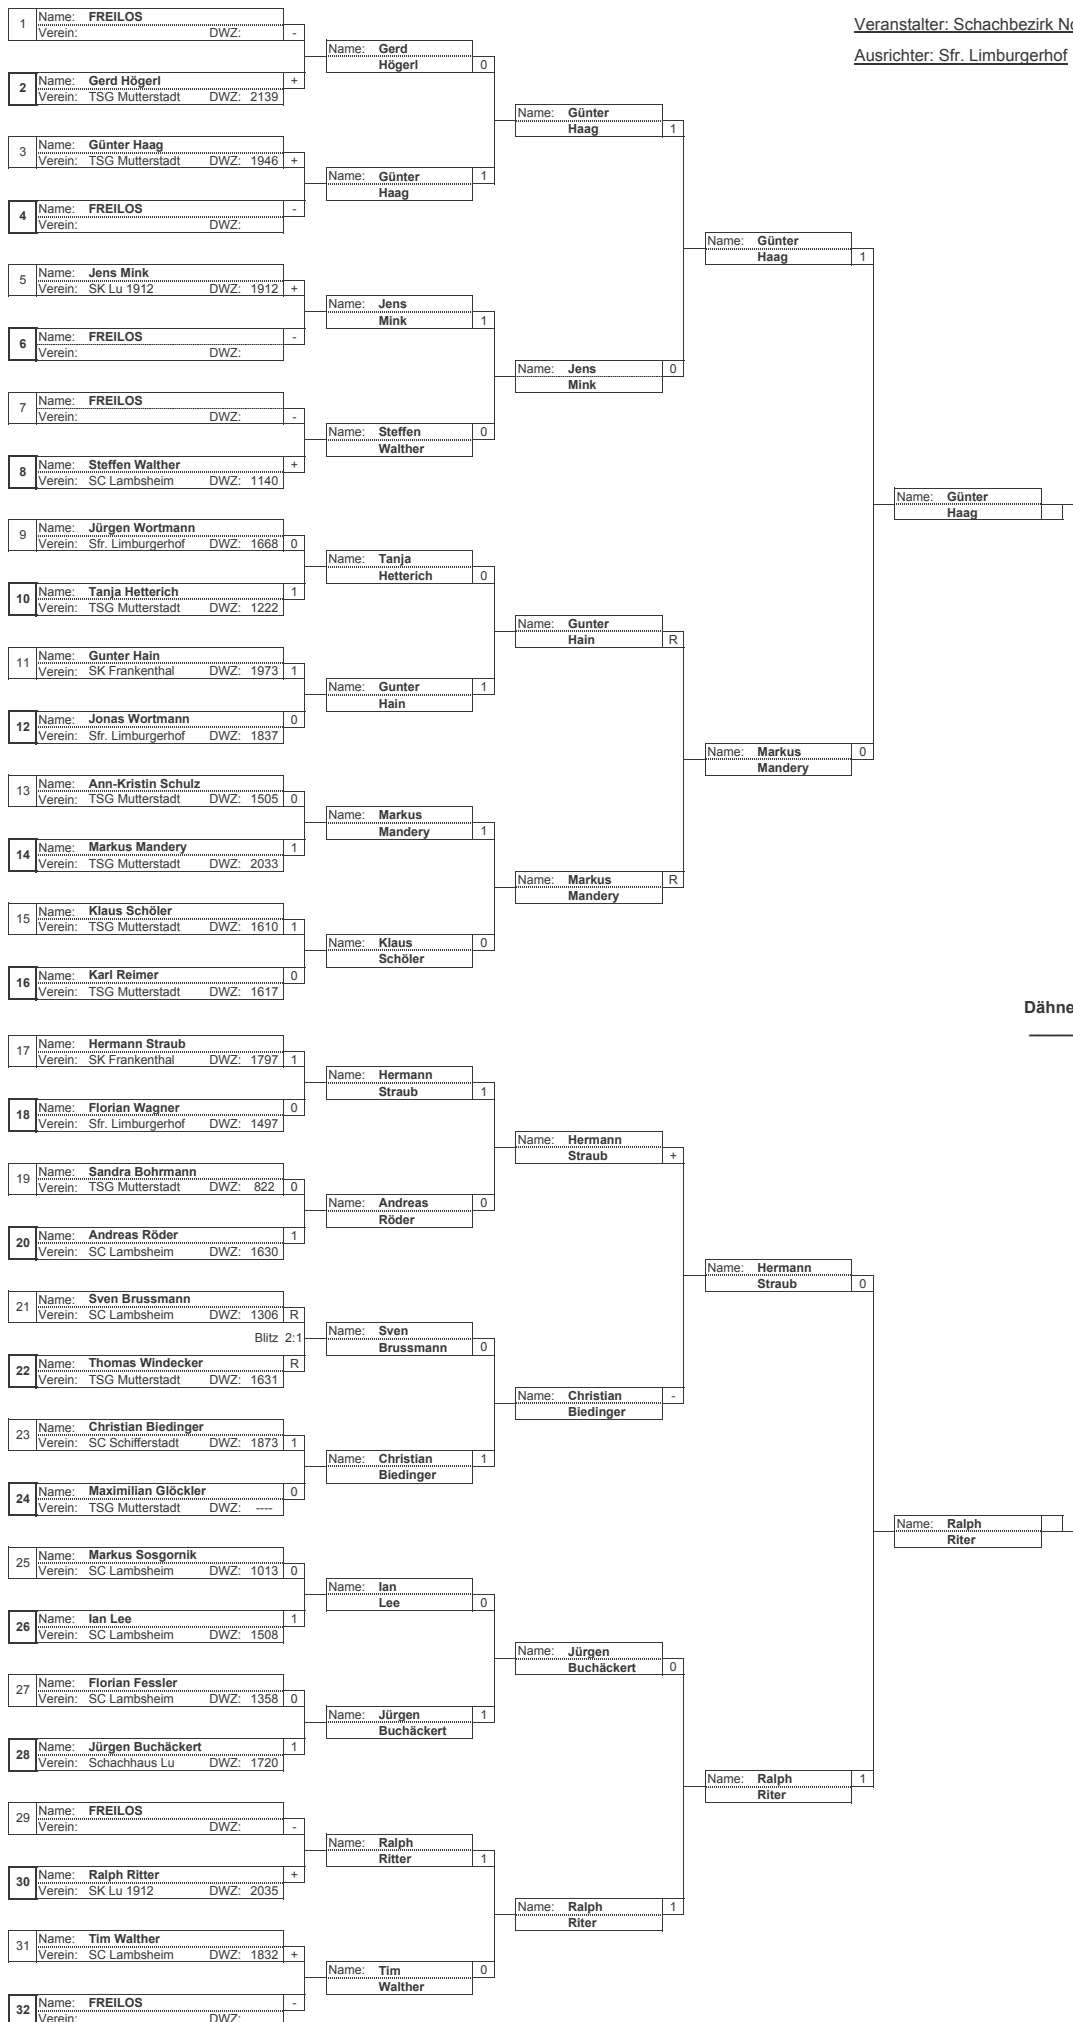 Veranstalter: Schachbezirk
Ausrichter: Sfr. Limburgerhof
1 Name: FREILOS
Verein: DWZ: -
2 Name: Gerd Högerl +
Verein: TSG Mutterstadt DWZ: 2139
3 Name: Günter Haag
Verein: TSG Mutterstadt DWZ: 1946 +
4 Name: FREILOS -
Verein: DWZ:
5 Name: Jens Mink
Verein: SK Lu 1912 DWZ: 1912 +
6 Name: FREILOS -
Verein: DWZ:
7 Name: FREILOS
Verein: DWZ: -
8 Name: Steffen Walther +
Verein: SC Lambsheim DWZ: 1140
9 Name: Jürgen Wortmann
Verein: Sfr. Limburgerhof DWZ: 1668 0
10 Name: Tanja Hetterich 1
Verein: TSG Mutterstadt DWZ: 1222
11 Name: Gunter Hain
Verein: SK Frankenthal DWZ: 1973 1
12 Name: Jonas Wortmann 0
Verein: Sfr. Limburgerhof DWZ: 1837
13 Name: Ann-Kristin Schulz
Verein: TSG Mutterstadt DWZ: 1505 0
14 Name: Markus Mandery 1
Verein: TSG Mutterstadt DWZ: 2033
15 Name: Klaus Schöler
Verein: TSG Mutterstadt DWZ: 1610 1
16 Name: Karl Reimer 0
Verein: TSG Mutterstadt DWZ: 1617
17 Name: Hermann Straub
Verein: SK Frankenthal DWZ: 1797 1
18 Name: Florian Wagner 0
Verein: Sfr. Limburgerhof DWZ: 1497
19 Name: Sandra Bohrmann
Verein: TSG Mutterstadt DWZ: 822 0
20 Name: Andreas Röder 1
Verein: SC Lambsheim DWZ: 1630
21 Name: Sven Brussmann
Verein: SC Lambsheim DWZ: 1306 R
Blitz 2:1
22 Name: Thomas Windecker R
Verein: TSG Mutterstadt DWZ: 1631
23 Name: Christian Biedinger
Verein: SC Schifferstadt DWZ: 1873 1
24 Name: Maximilian Glöckler 0
Verein: TSG Mutterstadt DWZ: ----
25 Name: Markus Sosgornik
Verein: SC Lambsheim DWZ: 1013 0
26 Name: Ian Lee 1
Verein: SC Lambsheim DWZ: 1508
27 Name: Florian Fessler
Verein: SC Lambsheim DWZ: 1358 0
28 Name: Jürgen Buchäckert 1
Verein: Schachhaus Lu DWZ: 1720
29 Name: FREILOS
Verein: DWZ: -
30 Name: Ralph Ritter +
Verein: SK Lu 1912 DWZ: 2035
31 Name: Tim Walther
Verein: SC Lambsheim DWZ: 1832 +
32 Name: FREILOS -
Verein: DWZ:
Name: Gerd
Högerl 0
Name: Günter 1
Haag
Name: Jens
Mink 1
Name: Steffen 0
Walther
Name: Tanja
Hetterich 0
Name: Gunter 1
Hain
Name: Markus
Mandery 1
Name: Klaus 0
Schöler
Name: Hermann
Straub 1
Name: Andreas 0
Röder
Name: Sven
Brussmann 0
Name: Christian 1
Biedinger
Name: Ian
Lee 0
Name: Jürgen 1
Buchäckert
Name: Ralph
Ritter 1
Name: Tim 0
Walther
Name: Günter
Haag 1
Name: Jens 0
Mink
Name: Gunter
Hain R
Name: Markus R
Mandery
Name: Hermann
Straub +
Name: Christian -
Biedinger
Name: Jürgen
Buchäckert 0
Name: Ralph 1
Riter
Name: Günter
Haag 1
Name: Markus 0
Mandery
Name: Hermann
Straub 0
Name: Ralph 1
Riter
Name: Günter
Haag
Name: Ralph
Riter
Dähne